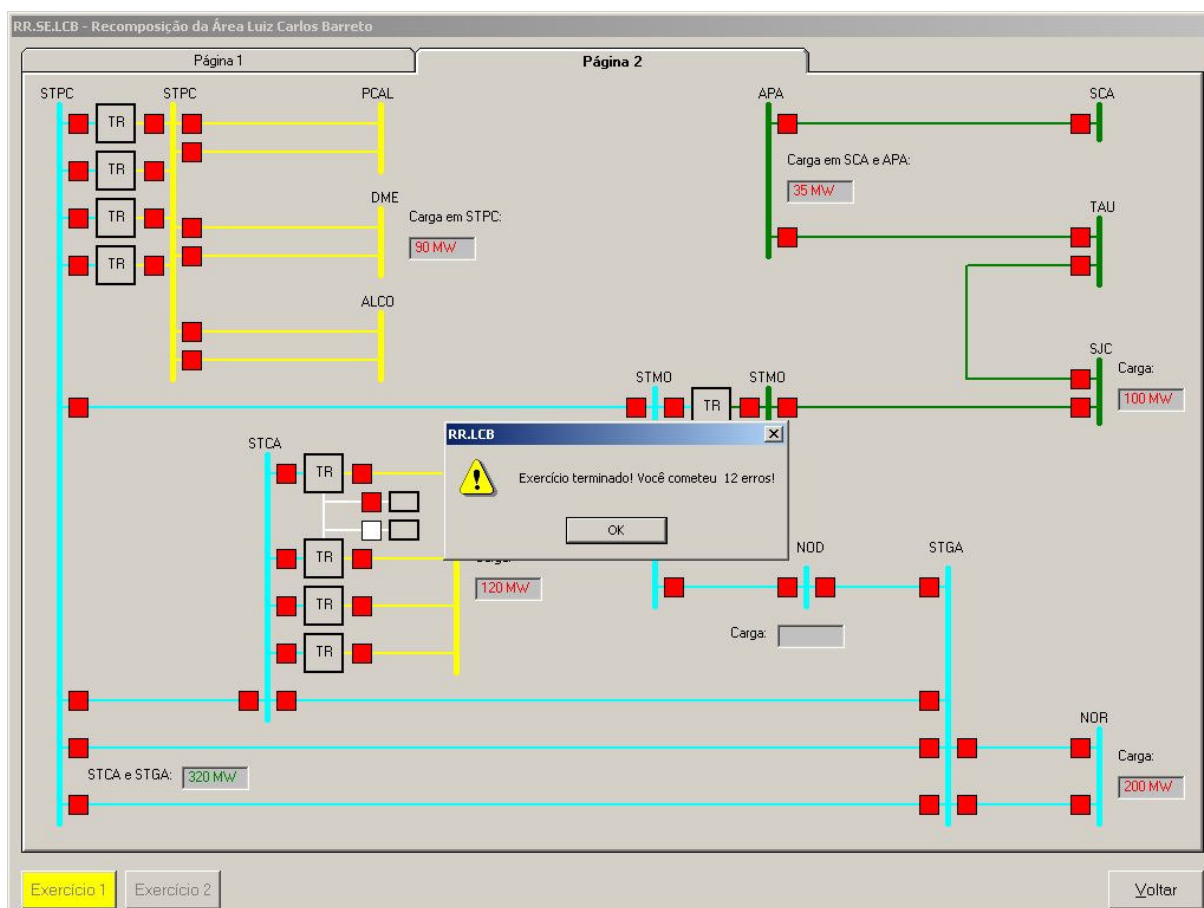 RR.SE.LCB - Recomposição da Área Luiz Carlos Barreto
Página 1
Página 2
STPC
STPC
PCAL
APA
SCA
TR
TR
TR
TR
Carga em SCA e APA:
35 MW
DME
Carga em STPC:
90 MW
TAU
ALCO
SJC
Carga:
100 MW
STMO
STMO
TR
STCA
RR.LCB
Exercício terminado! Você cometeu 12 erros!
OK
TR
TR
TR
TR
Carga:
120 MW
NOD
STGA
Carga:
NOR
Carga:
200 MW
STCA e STGA:
320 MW
Exercício 1
Exercício 2
Voltar